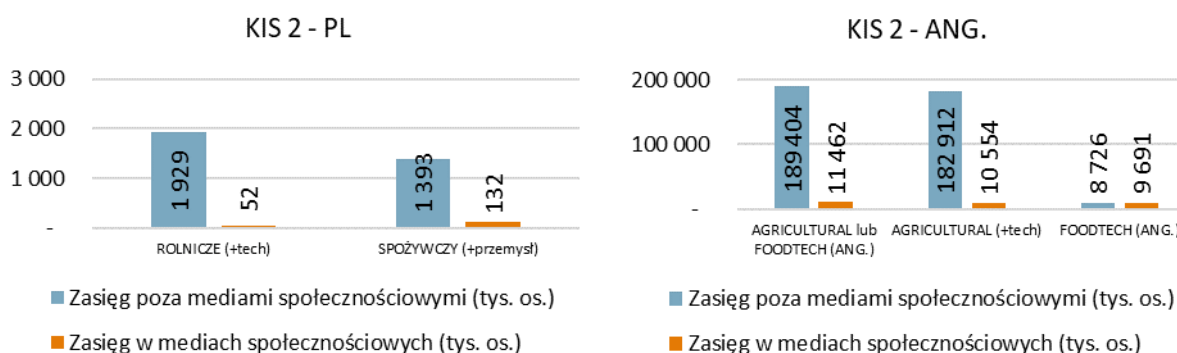 KIS 2 - PL
3 000
2 000
1 000
-
1 929
52
1 393
132
ROLNICZE (+tech)
SPOŻYWCZY (+przemysł)
Zasięg poza mediami społecznościowymi (tys. os.)
Zasięg w mediach społecznościowych (tys. os.)
KIS 2 - ANG.
200 000
100 000
-
189 404
11 462
182 912
10 554
8 726
9 691
AGRICULTURAL lub
FOODTECH (ANG.)
AGRICULTURAL (+tech)
FOODTECH (ANG.)
Zasięg poza mediami społecznościowymi (tys. os.)
Zasięg w mediach społecznościowych (tys. os.)